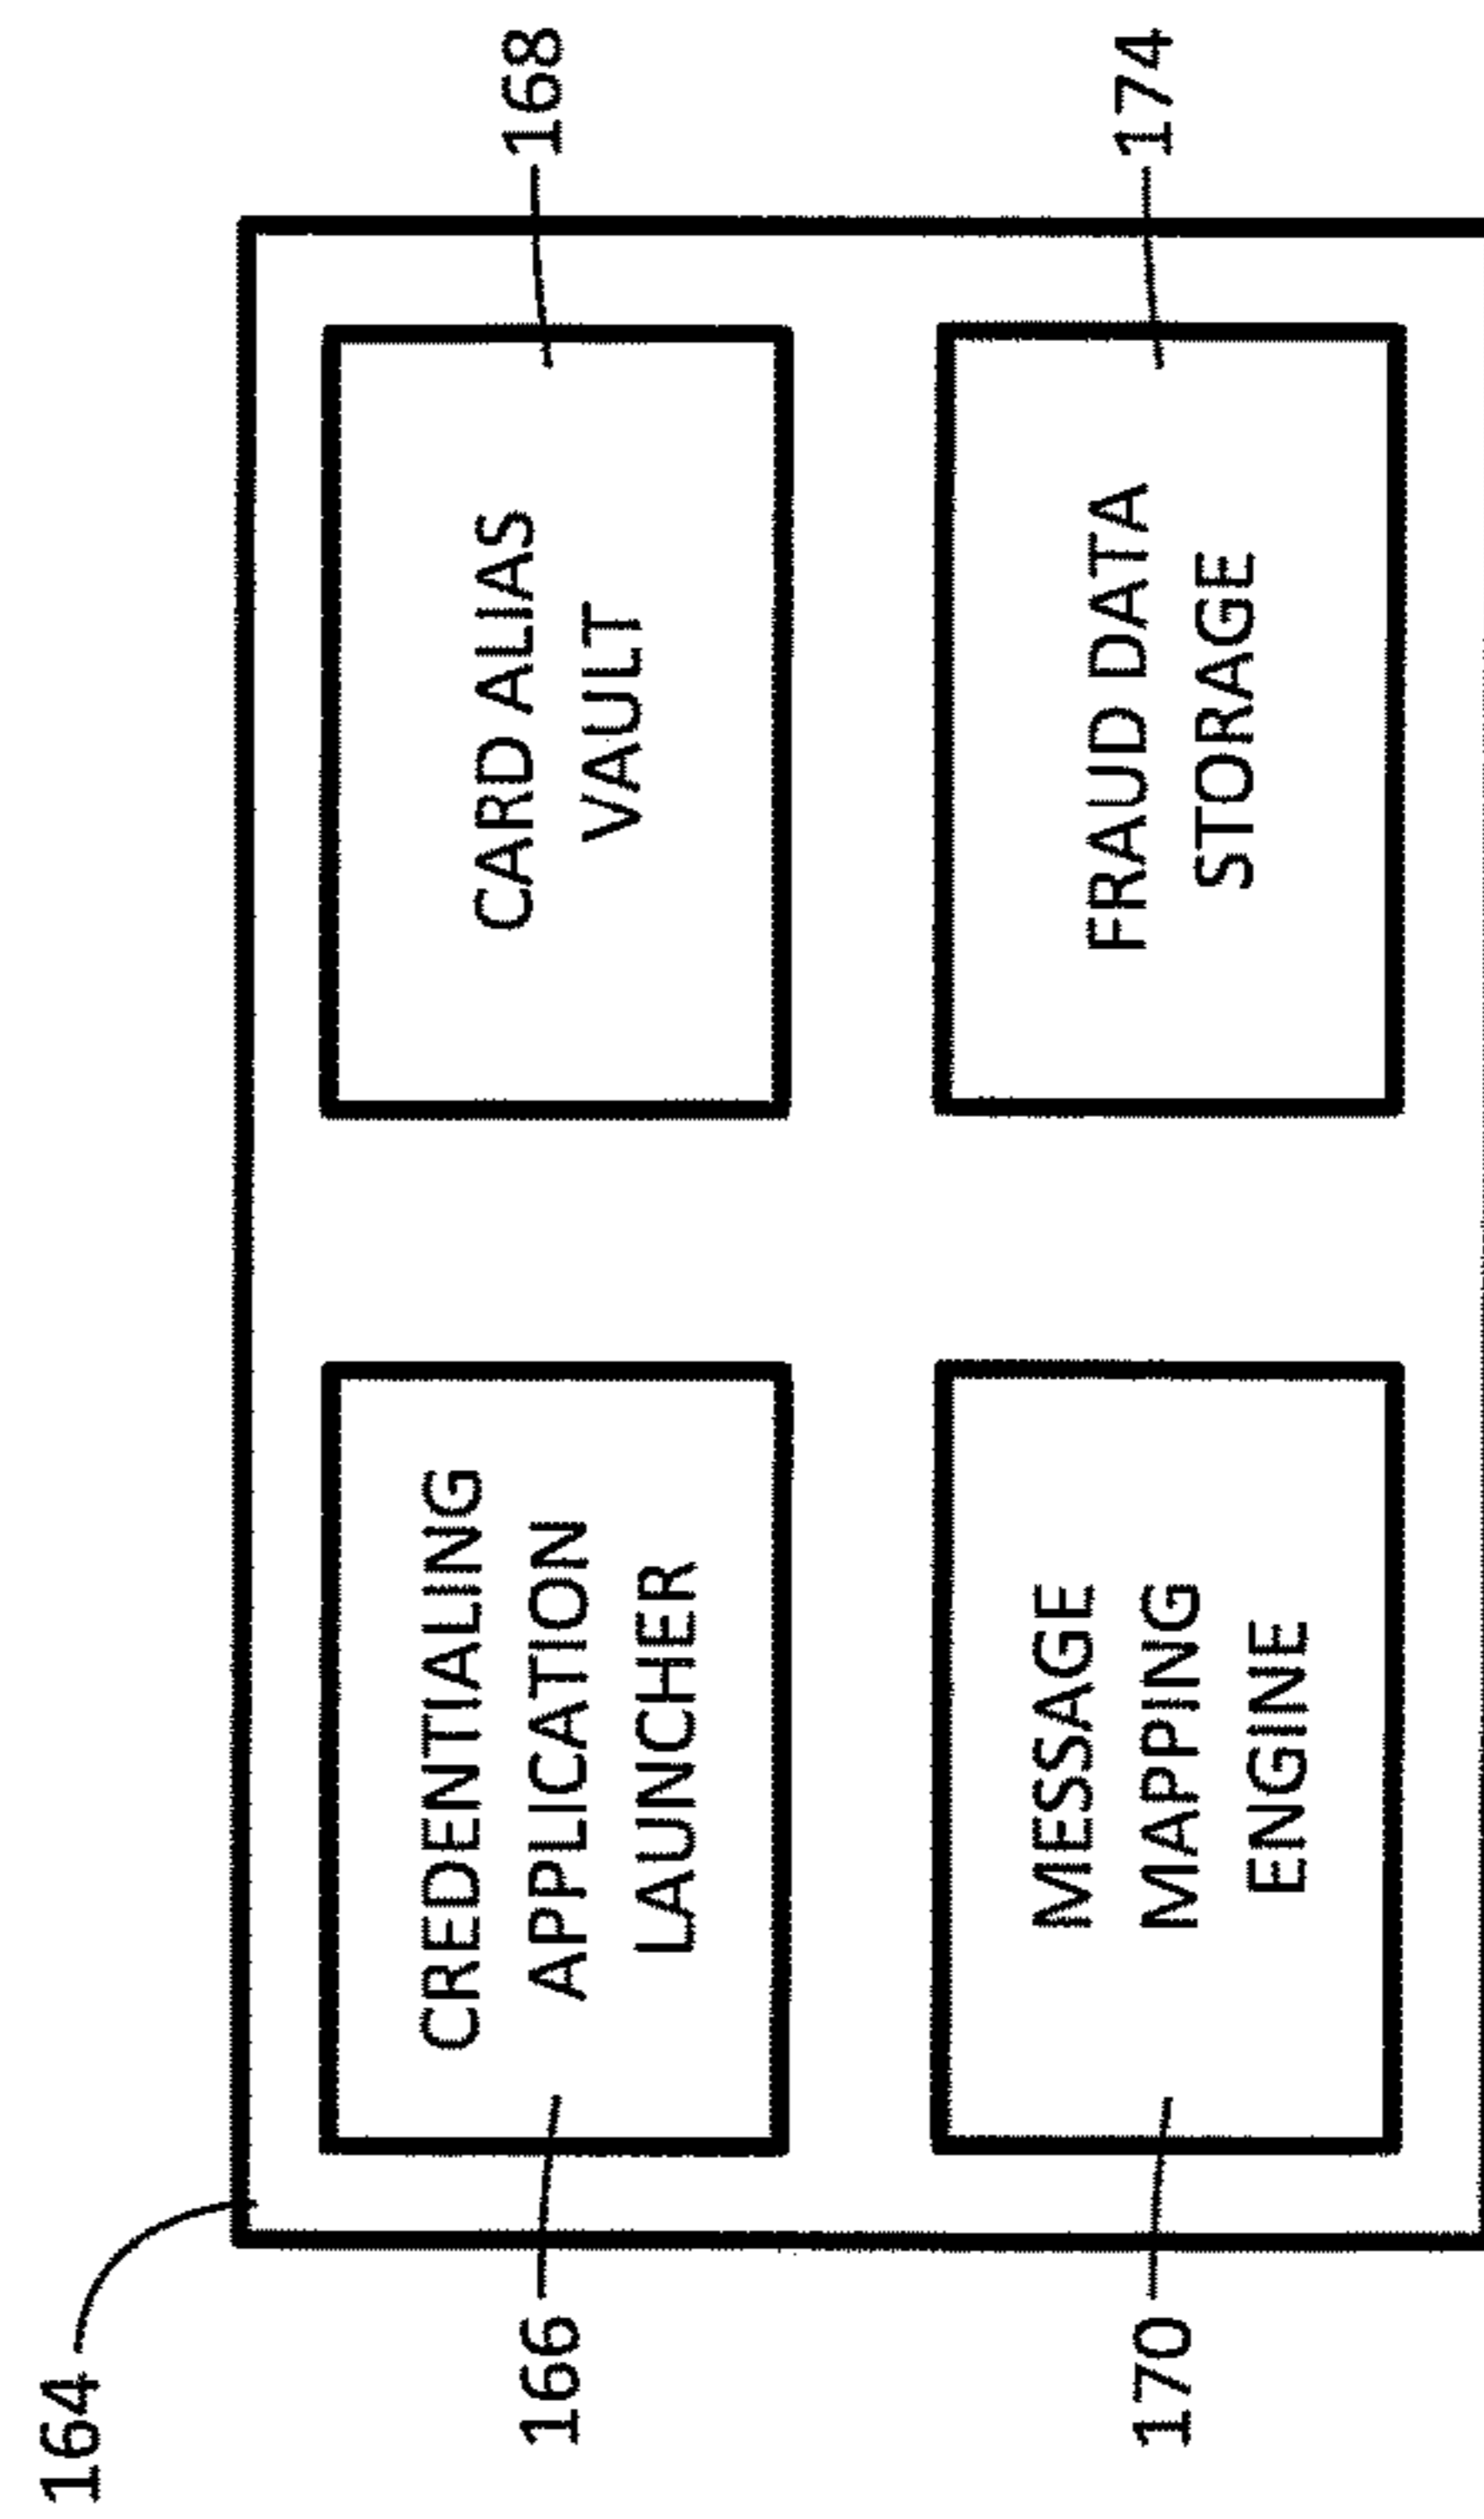 164
166
CREDENTIALING
APPLICATION
LAUNCHER
CARD ALIAS
VAULT
168
170
MESSAGE
MAPPING
ENGINE
FRAUD DATA
STORAGE
174